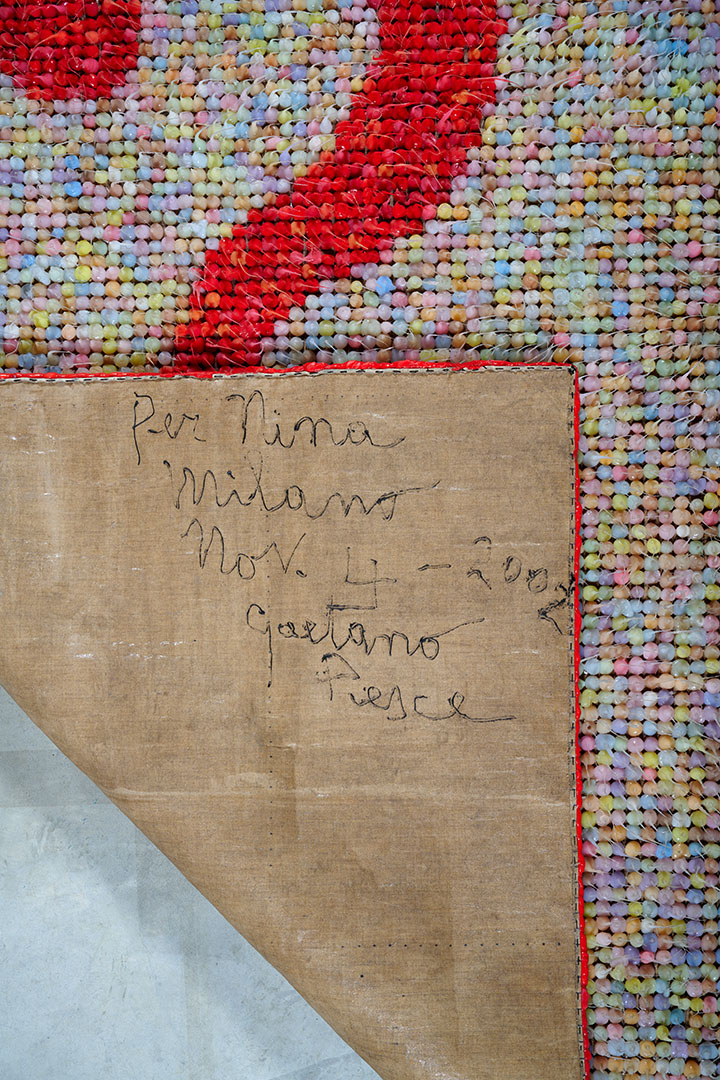 Per Nina
Milano
Nov. 4 - 2002
Gaetano
Pesce